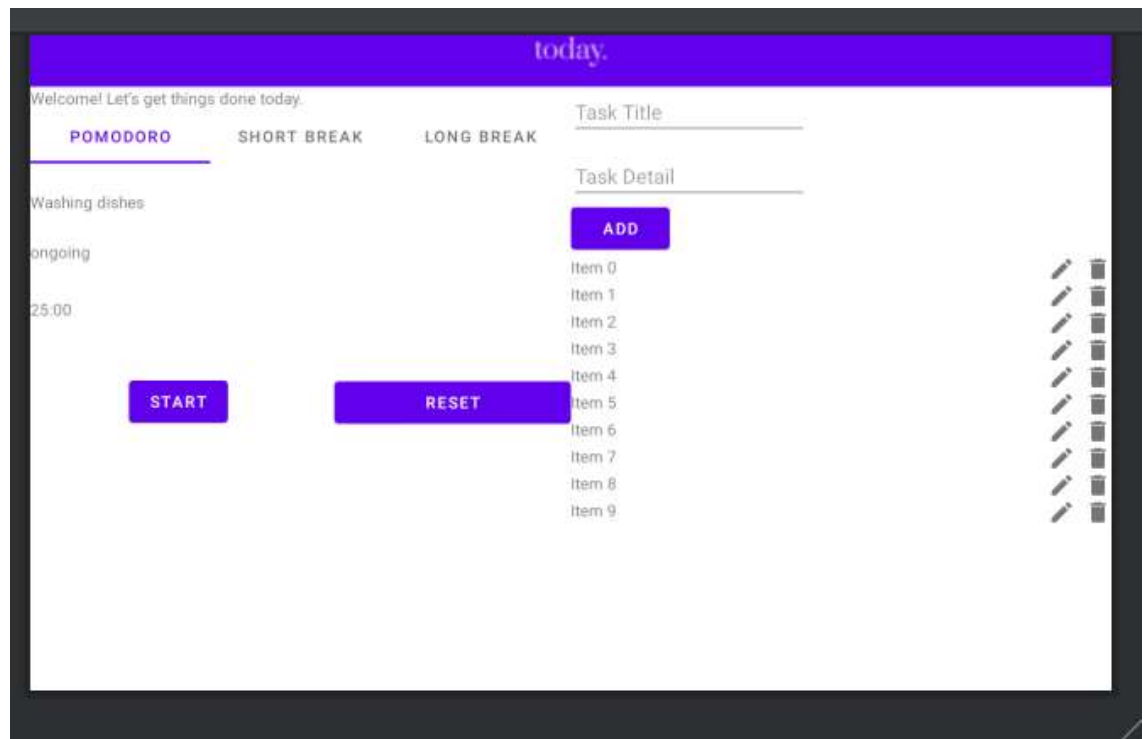 today.
Welcome! Let's get things done today.
POMODORO SHORT BREAK LONG BREAK
Washing dishes
ongoing
25:00
START RESET
Task Title
Task Detail
ADD
Item 0
Item 1
Item 2
Item 3
Item 4
Item 5
Item 6
Item 7
Item 8
Item 9